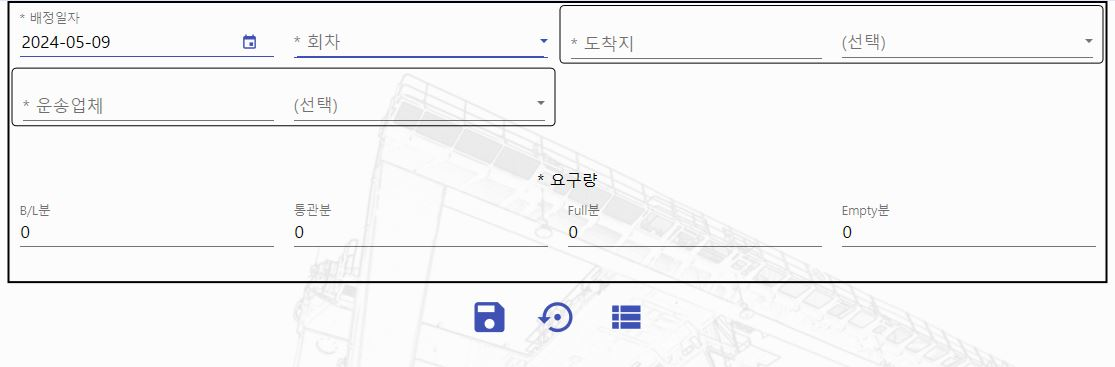 * 배정일자
2024-05-09
* 회차
* 도착지
(선택)
* 운송업체
(선택)
* 요구량
B/L분
통관분
Full분
Empty분
0
0
0
0